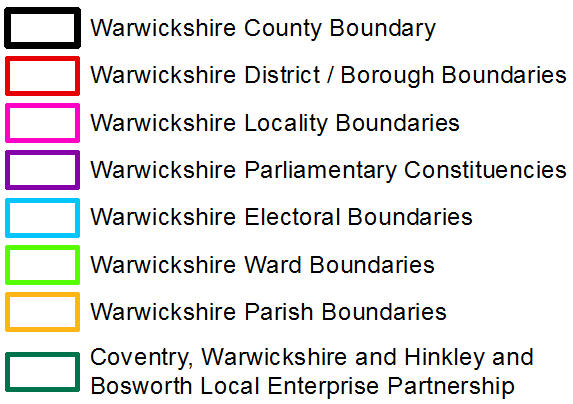 Warwickshire County Boundary
Warwickshire District / Borough Boundaries
Warwickshire Locality Boundaries
Warwickshire Parliamentary Constituencies
Warwickshire Electoral Boundaries
Warwickshire Ward Boundaries
Warwickshire Parish Boundaries
Coventry, Warwickshire and Hinkley and
Bosworth Local Enterprise Partnership